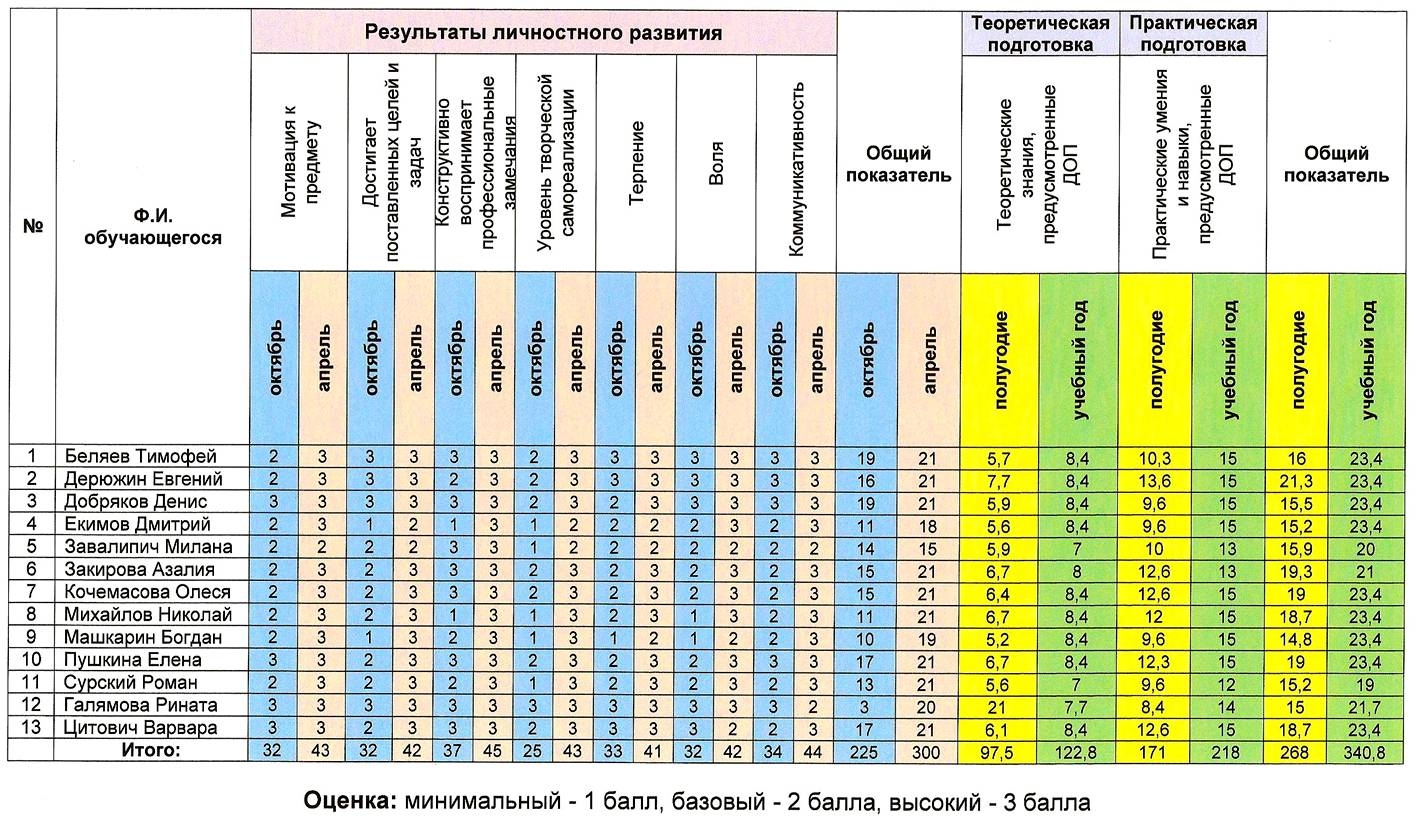 Результаты личностного развития
Теоретическая подготовка
Практическая подготовка
№
Ф.И. обучающегося
Мотивация к предмету
Достигает поставленных целей и задач
Конструктивно воспринимает профессиональные замечания
Уровень творческой самореализации
Терпение
Воля
Коммуникативность
Общий показатель
Теоретические знания, предусмотренные ДОП
Практические умения и навыки, предусмотренные ДОП
Общий показатель
октябрь апрель октябрь апрель октябрь апрель октябрь апрель октябрь апрель октябрь апрель октябрь апрель октябрь апрель полугодие учебный год полугодие учебный год полугодие учебный год
1 Беляев Тимофей 2 3 3 3 3 3 2 3 3 3 3 3 3 3 19 21 5,7 8,4 10,3 15 16 23,4
2 Дерюжин Евгений 2 3 3 3 2 3 2 3 2 3 3 3 3 3 16 21 7,7 8,4 13,6 15 21,3 23,4
3 Добряков Денис 3 3 3 3 3 3 2 3 2 3 3 3 3 3 19 21 5,9 8,4 9,6 15 15,5 23,4
4 Екимов Дмитрий 2 3 1 2 1 3 1 2 2 2 2 3 2 3 11 18 5,6 8,4 9,6 15 15,2 23,4
5 Завалипич Милана 2 2 2 2 3 3 1 2 2 2 2 2 2 2 14 15 5,9 7 10 13 15,9 20
6 Закирова Азалия 2 3 2 3 3 3 2 3 3 3 2 3 2 3 15 21 6,7 8 12,6 13 19,3 21
7 Кочемасова Олеся 2 3 2 3 3 3 2 3 3 3 2 3 2 3 15 21 6,4 8,4 12,6 15 19 23,4
8 Михайлов Николай 2 3 2 3 1 3 1 3 2 3 1 3 2 3 11 21 6,7 8,4 12 15 18,7 23,4
9 Машкарин Богдан 2 3 1 3 2 3 1 3 1 2 1 2 2 3 10 19 5,2 8,4 9,6 15 14,8 23,4
10 Пушкина Елена 3 3 2 3 3 3 2 3 2 3 2 3 3 3 17 21 6,7 8,4 12,3 15 19 23,4
11 Сурский Роман 2 3 2 3 2 3 1 3 2 3 2 3 2 3 13 21 5,6 7 9,6 12 15,2 19
12 Галямова Рината 3 3 3 3 3 3 3 3 3 3 3 3 3 2 3 20 21 7,7 8,4 14 15 21,7
13 Цитович Варвара 3 3 2 3 3 3 2 3 3 3 3 2 2 3 17 21 6,1 8,4 12,6 15 18,7 23,4
Итого: 32 43 32 42 37 45 25 43 33 41 32 42 34 44 225 300 97,5 122,8 171 218 268 340,8
Оценка: минимальный - 1 балл, базовый - 2 балла, высокий - 3 балла